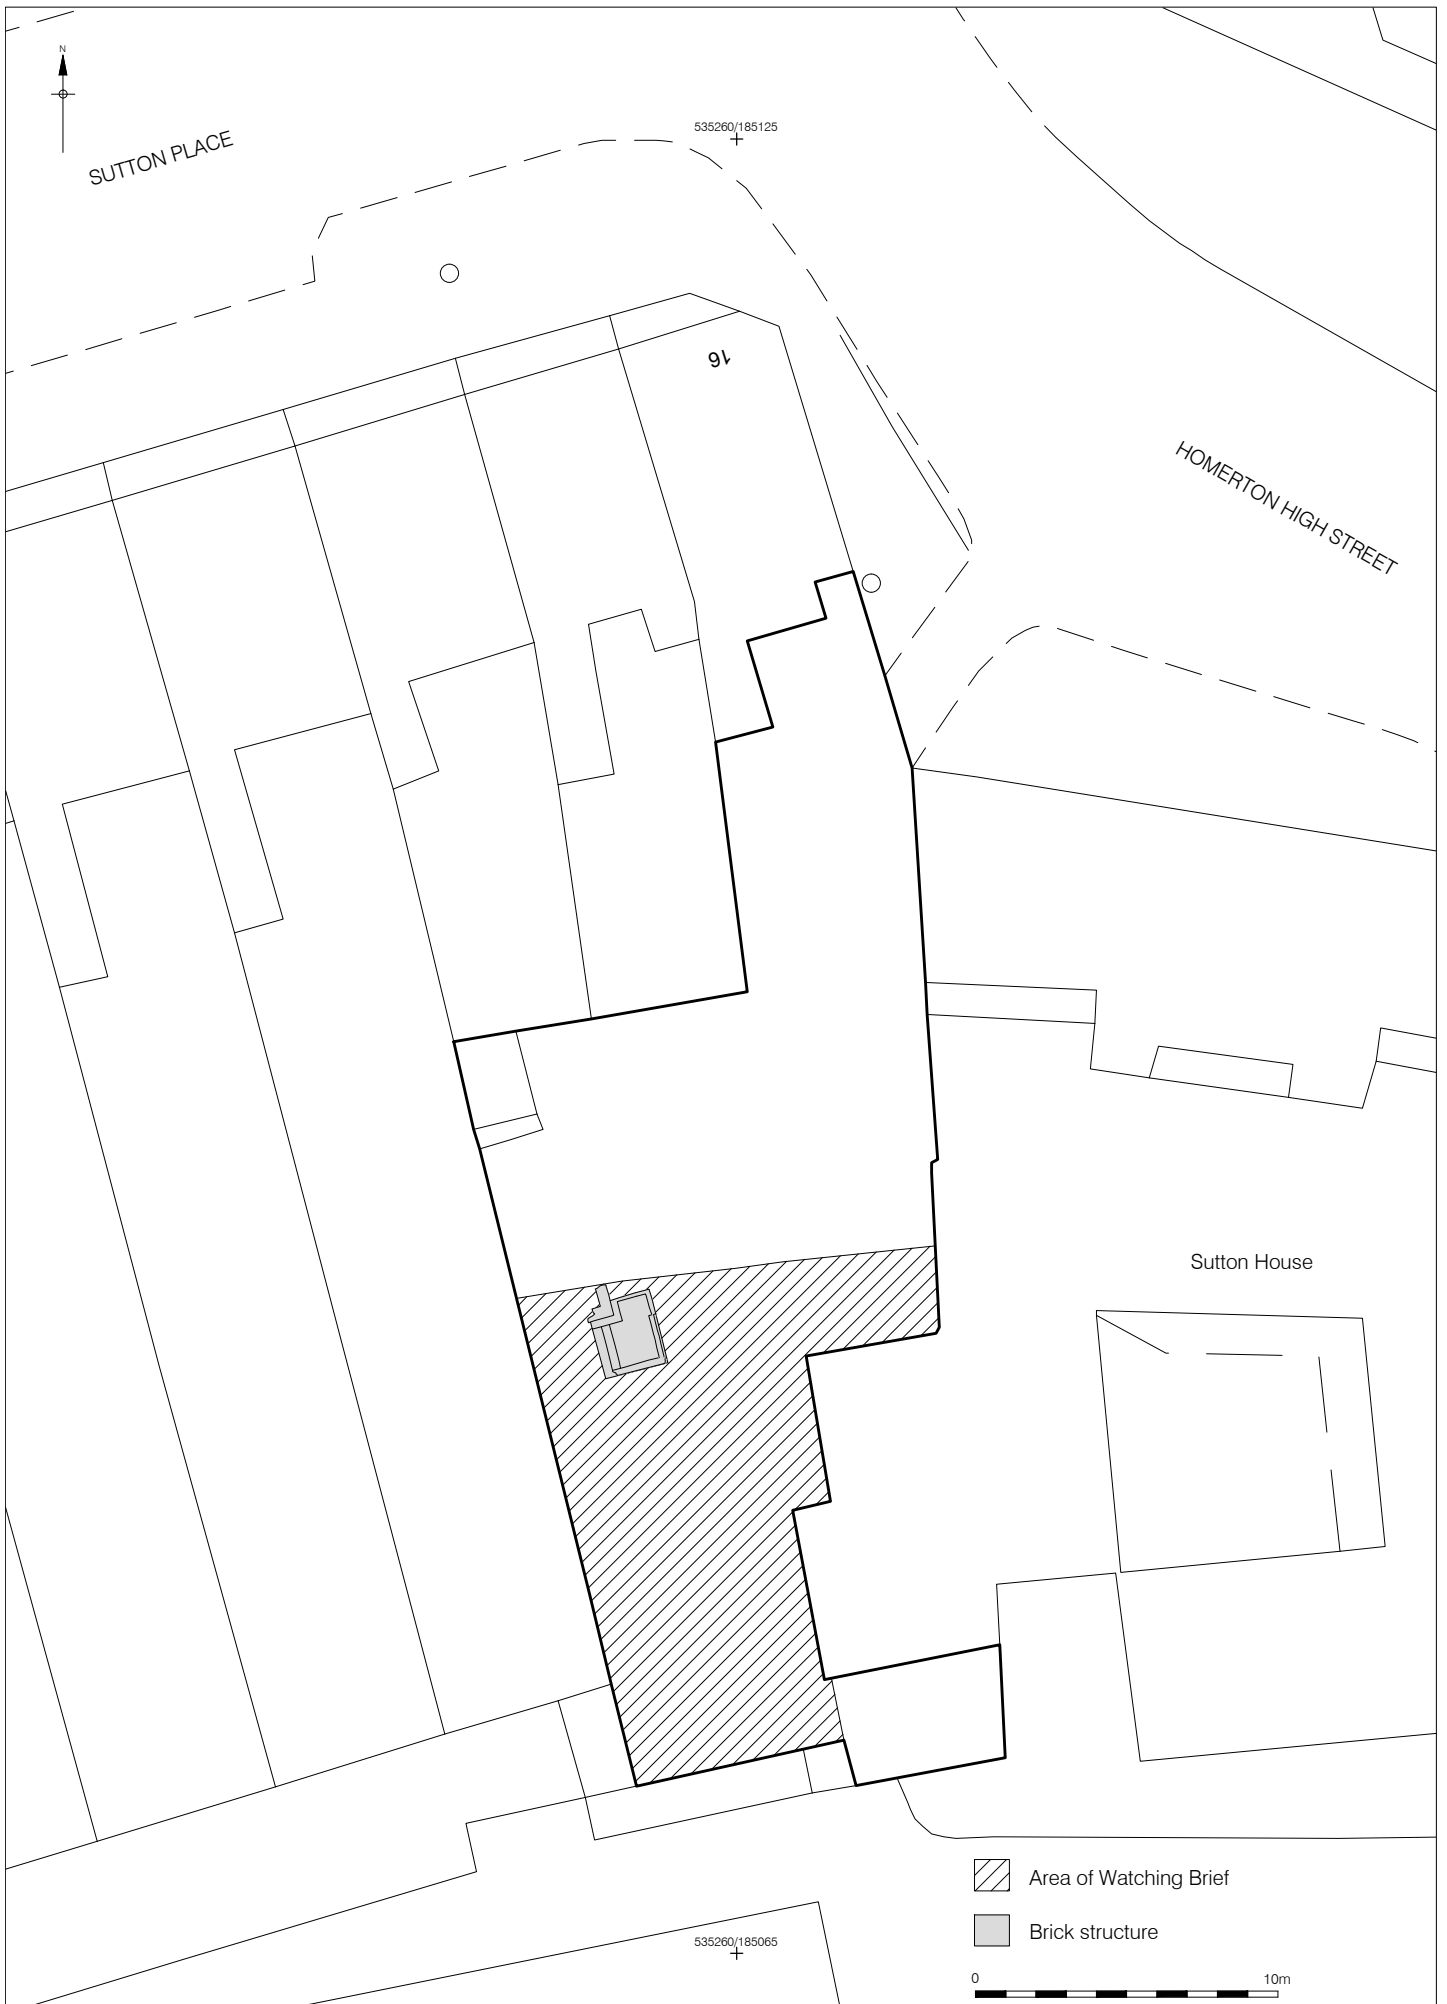 N
535260/185125
SUTTON PLACE
16
HOMERTON HIGH STREET
Sutton House
Area of Watching Brief
Brick structure
535260/185065
0 10m